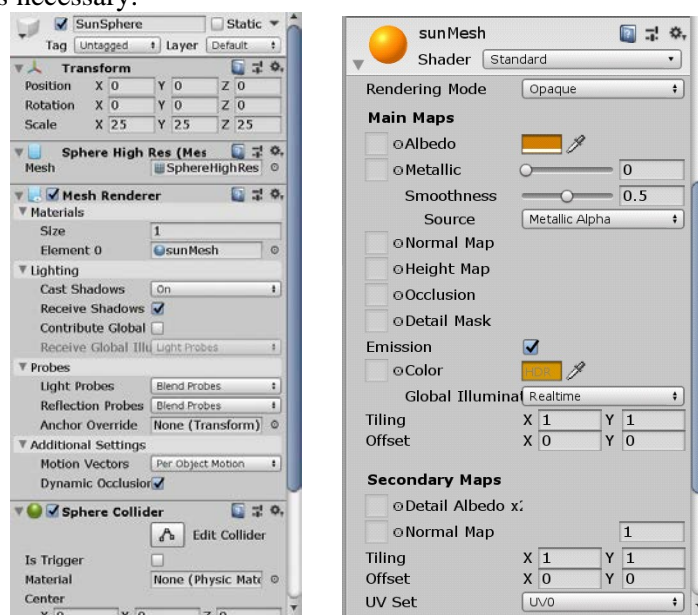 s necessary.
SunSphere Static
Tag Untagged Layer Default
Transform
Position X 0 Y 0 Z 0
Rotation X 0 Y 0 Z 0
Scale X 25 Y 25 Z 25
Sphere High Res (Mes
Mesh SphereHighRes
Mesh Renderer
Materials
Size 1
Element 0 sunMesh
Lighting
Cast Shadows On
Receive Shadows
Contribute Global
Receive Global Illu Light Probes
Probes
Light Probes Blend Probes
Reflection Probes Blend Probes
Anchor Override None (Transform)
Additional Settings
Motion Vectors Per Object Motion
Dynamic Occlusion
Sphere Collider
Edit Collider
Is Trigger
Material None (Physic Mate
Center
X 0 Y 0 Z 0
sunMesh
Shader Standard
Rendering Mode Opaque
Main Maps
Albedo
Metallic 0
Smoothness 0.5
Source Metallic Alpha
Normal Map
Height Map
Occlusion
Detail Mask
Emission
Color HDR
Global Illuminat Realtime
Tiling X 1 Y 1
Offset X 0 Y 0
Secondary Maps
Detail Albedo x2
Normal Map 1
Tiling X 1 Y 1
Offset X 0 Y 0
UV Set UV0